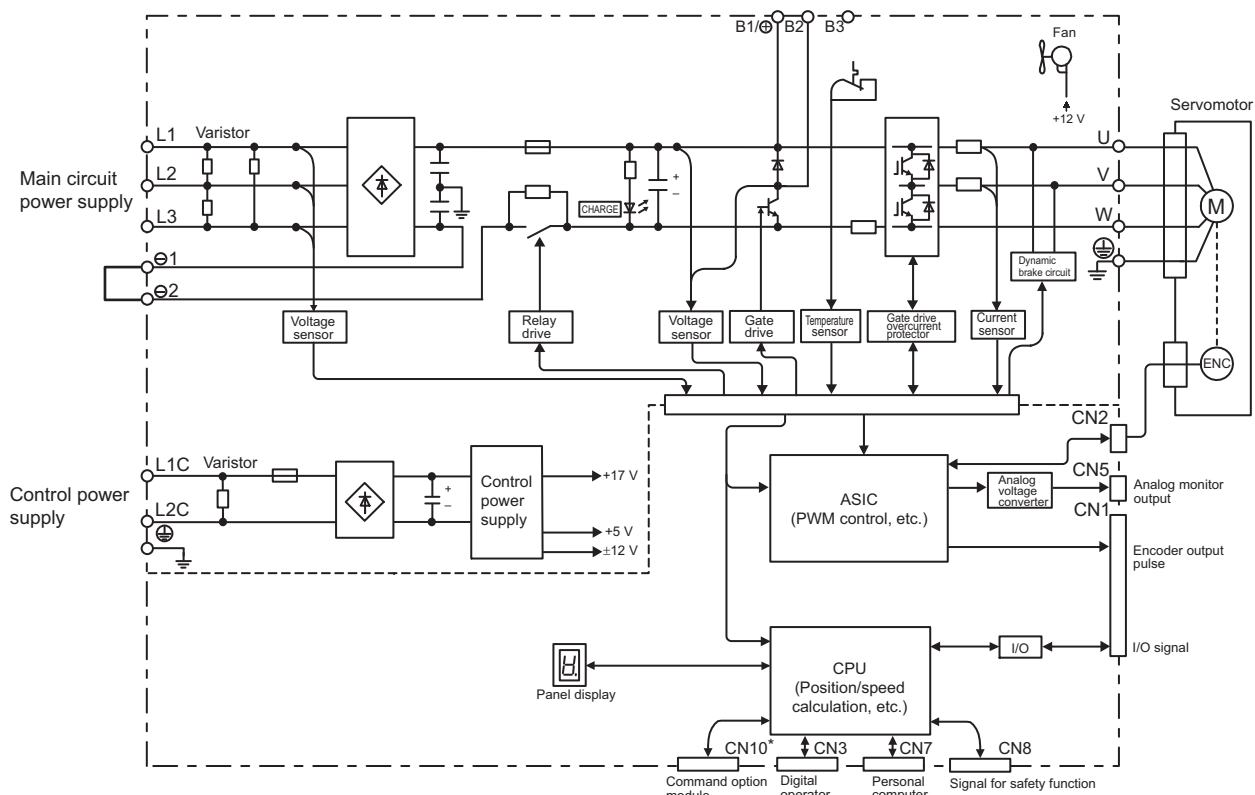 B1/⊕ B2 B3
Fan
+12 V
Servomotor
L1 Varistor
L2
L3
Main circuit
power supply
⊖1
⊖2
+
–
CHARGE
U
V
W
M
Dynamic
brake circuit
Voltage
sensor
Relay
drive
Voltage
sensor
Gate
drive
Temperature
sensor
Gate drive
overcurrent
protector
Current
sensor
ENC
CN2
L1C Varistor
L2C
Control power
supply
+
–
Control
power
supply
+17 V
+5 V
±12 V
ASIC
(PWM control, etc.)
Analog
voltage
converter
CN5
Analog monitor
output
CN1
Encoder output
pulse
CPU
(Position/speed
calculation, etc.)
I/O
I/O signal
Panel display
CN10*
CN3
CN7
CN8
Command option
module
Digital
operator
Personal
computer
Signal for safety function